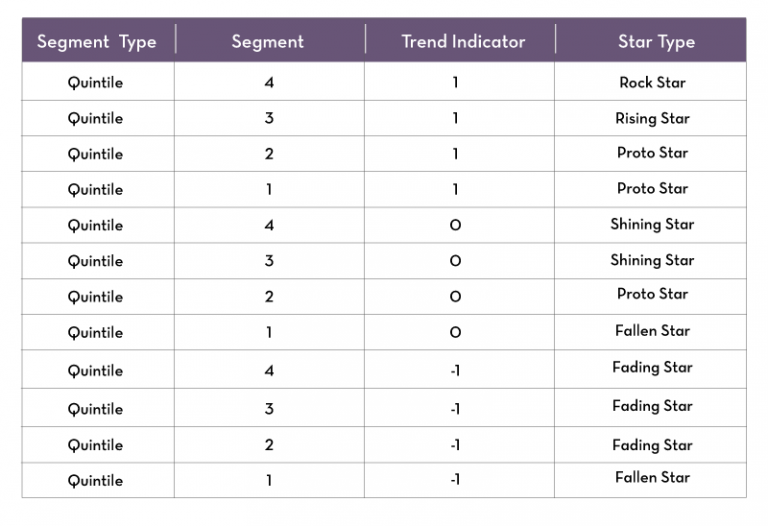 Segment Type Segment Trend Indicator Star Type
Quintile 4 1 Rock Star
Quintile 3 1 Rising Star
Quintile 2 1 Proto Star
Quintile 1 1 Proto Star
Quintile 4 0 Shining Star
Quintile 3 0 Shining Star
Quintile 2 0 Proto Star
Quintile 1 0 Fallen Star
Quintile 4 -1 Fading Star
Quintile 3 -1 Fading Star
Quintile 2 -1 Fading Star
Quintile 1 -1 Fallen Star